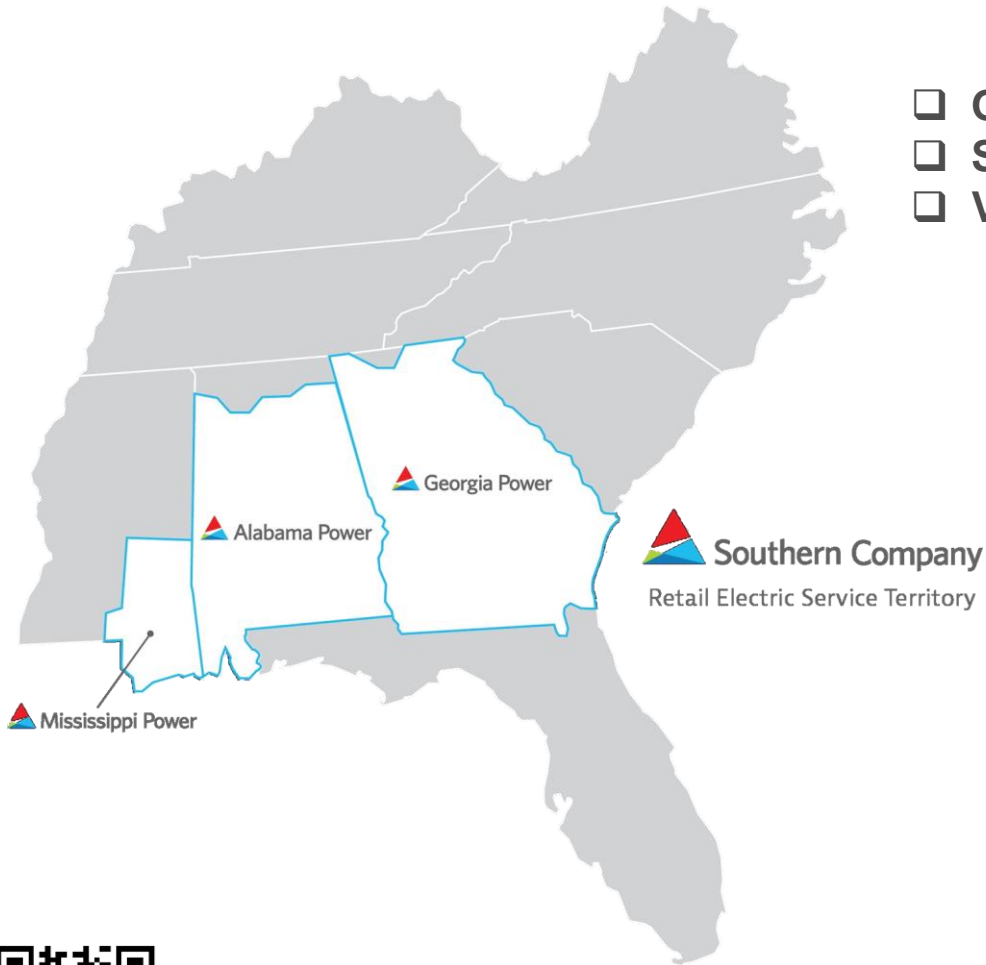 Georgia Power
Alabama Power
Southern Company
Retail Electric Service Territory
Mississippi Power